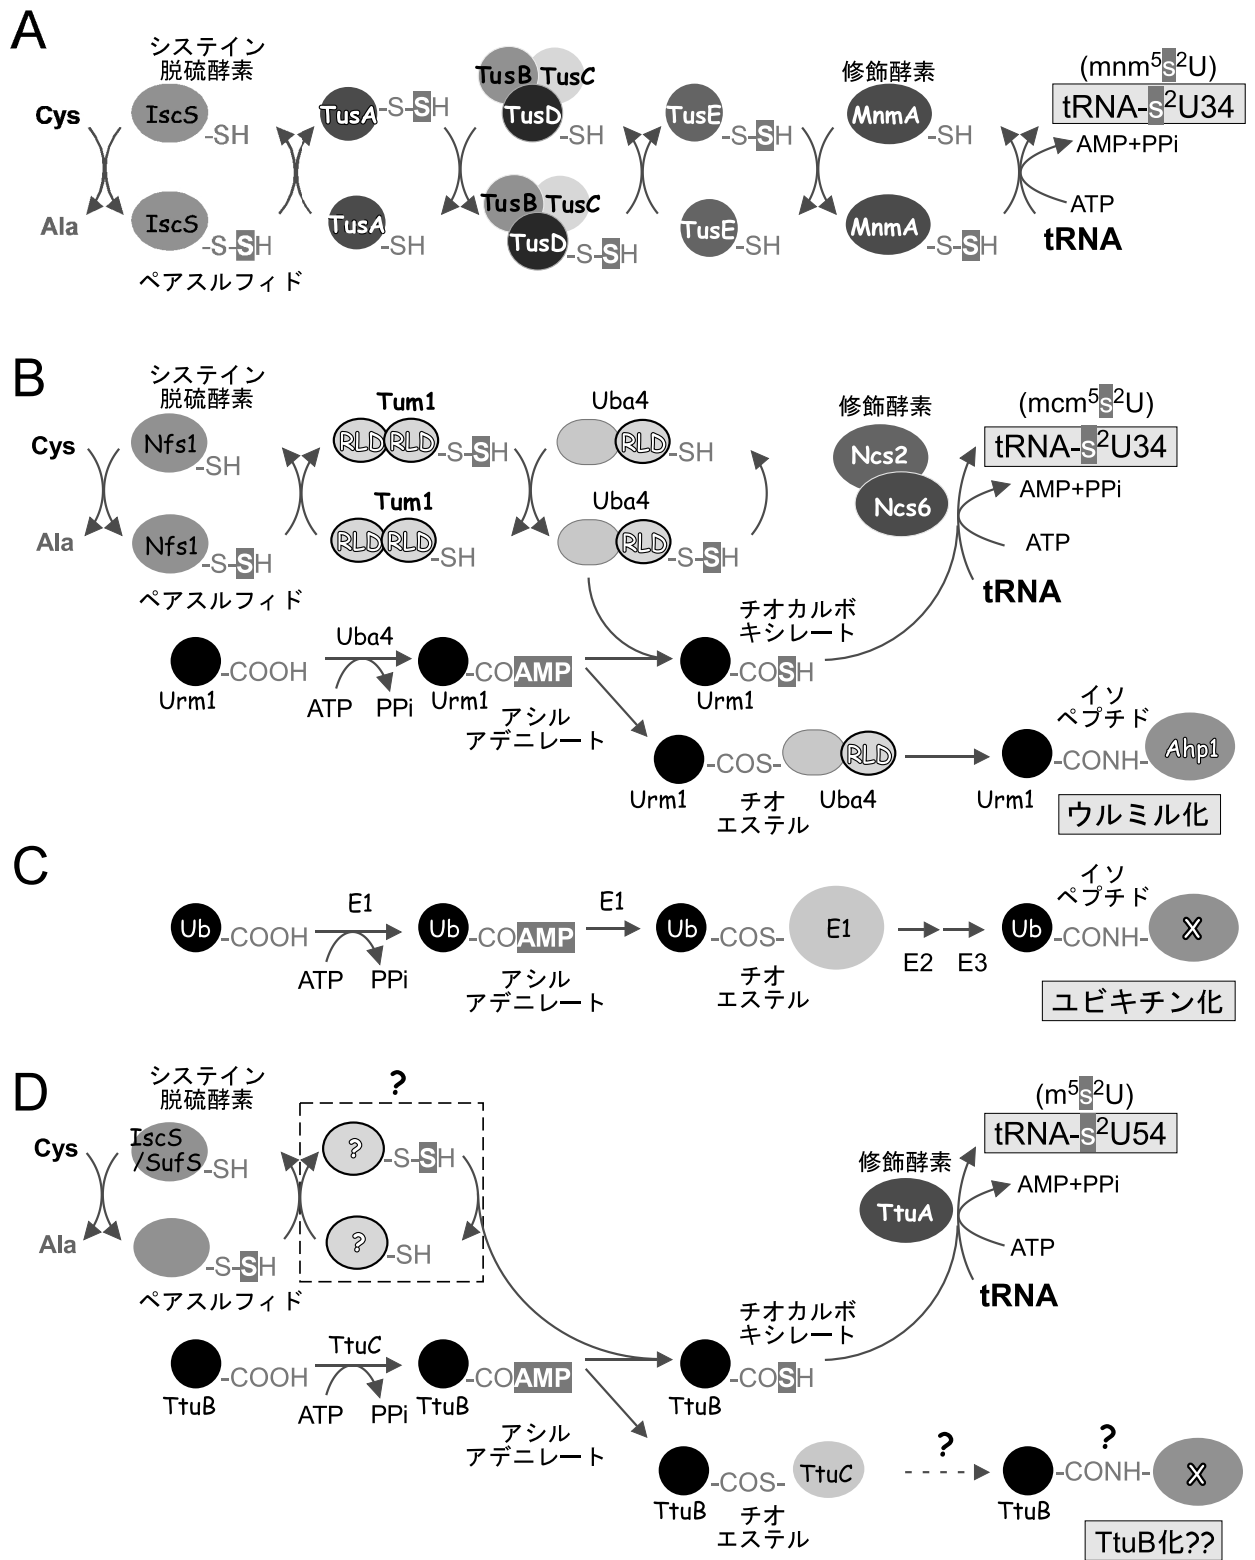 A
システイン
脱硫酵素
Cys
IscS
-SH
TusA
-S-SH
TusB
TusC
TusD
-SH
TusE
-S-SH
修飾酵素
MnmA
-SH
(mnm⁵s²U)
tRNA-s²U34
AMP+PPi
ATP
tRNA
Ala
IscS
-S-SH
ペアスルフィド
TusA
-SH
TusB
TusC
TusD
-S-SH
TusE
-SH
MnmA
-S-SH
B
システイン
脱硫酵素
Cys
Nfs1
-SH
Tum1
RLD
RLD
-S-SH
Uba4
RLD
-SH
修飾酵素
Ncs2
Ncs6
(mcm⁵s²U)
tRNA-s²U34
AMP+PPi
ATP
tRNA
Ala
Nfs1
-S-SH
ペアスルフィド
Tum1
RLD
RLD
-SH
Uba4
RLD
-S-SH
Urm1
-COOH
Uba4
ATP
PPi
Urm1
-COAMP
アシル
アデニレート
チオカルボ
キシレート
Urm1
-COSH
Urm1
-COS-
チオ
エステル
RLD
Uba4
イソ
ペプチド
Urm1
-CONH-
Ahp1
ウルミル化
C
Ub
-COOH
E1
ATP
PPi
Ub
-COAMP
アシル
アデニレート
E1
Ub
-COS-
チオ
エステル
E1
E2
E3
イソ
ペプチド
Ub
-CONH-
X
ユビキチン化
D
システイン
脱硫酵素
Cys
IscS
/SufS
-SH
?
?
-S-SH
修飾酵素
TtuA
(m⁵s²U)
tRNA-s²U54
AMP+PPi
ATP
tRNA
Ala
-S-SH
ペアスルフィド
?
-SH
TtuB
-COOH
TtuC
ATP
PPi
TtuB
-COAMP
アシル
アデニレート
チオカルボ
キシレート
TtuB
-COSH
TtuB
-COS-
チオ
エステル
TtuC
?
?
TtuB
-CONH-
X
TtuB化??